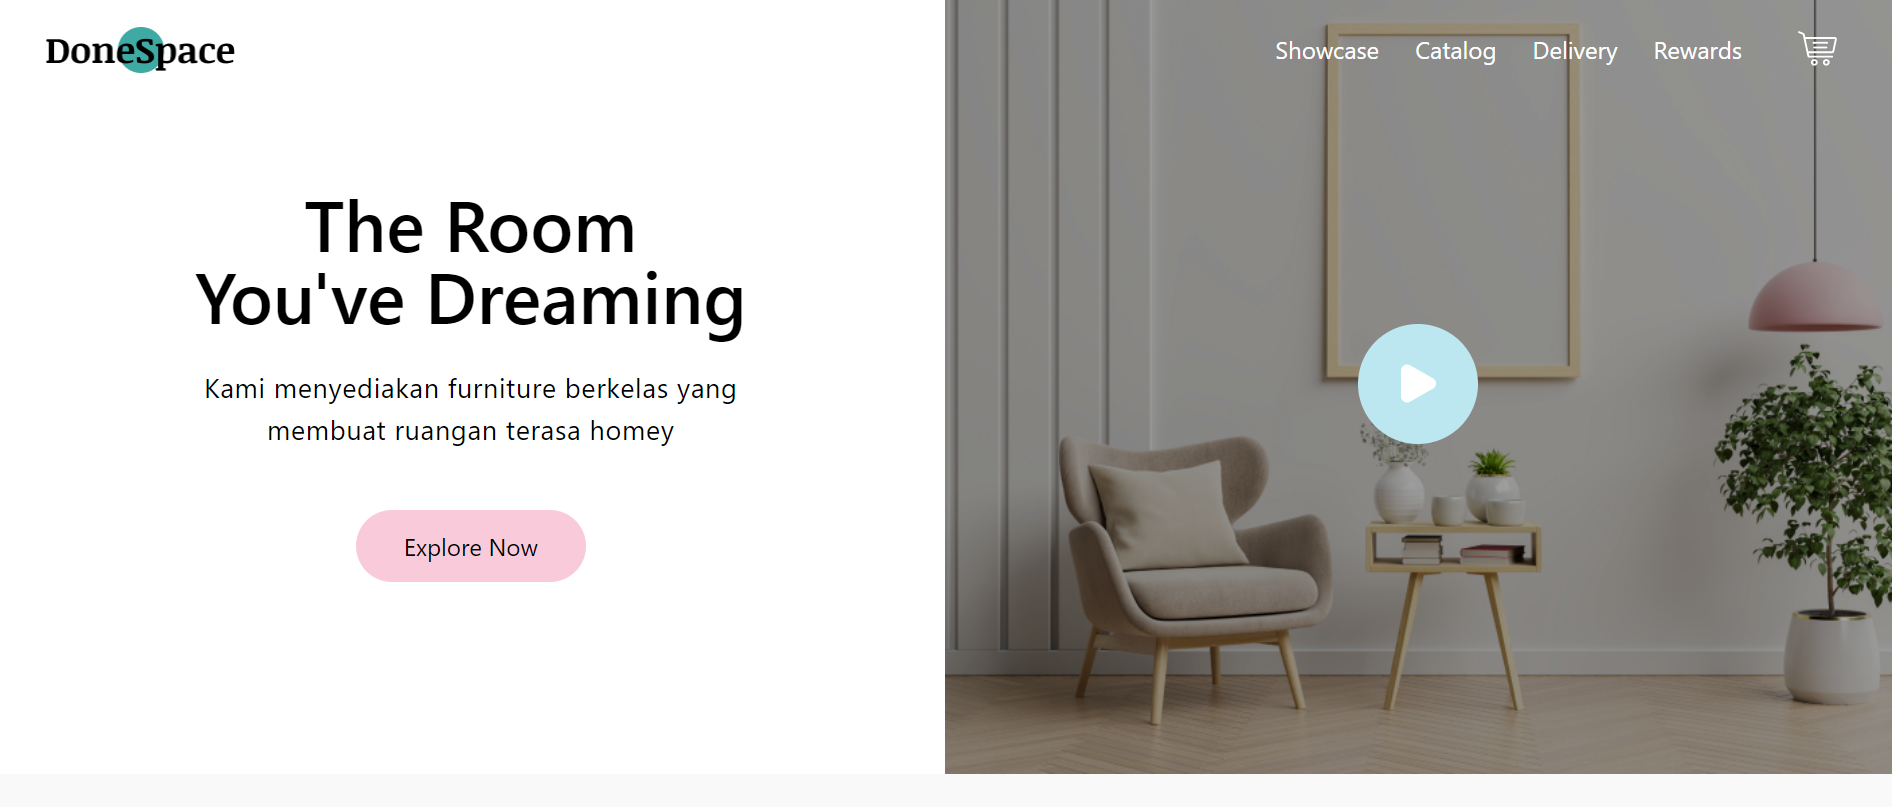 DoneSpace
Showcase Catalog Delivery Rewards
The Room
You've Dreaming
Kami menyediakan furniture berkelas yang
membuat ruangan terasa homey
Explore Now